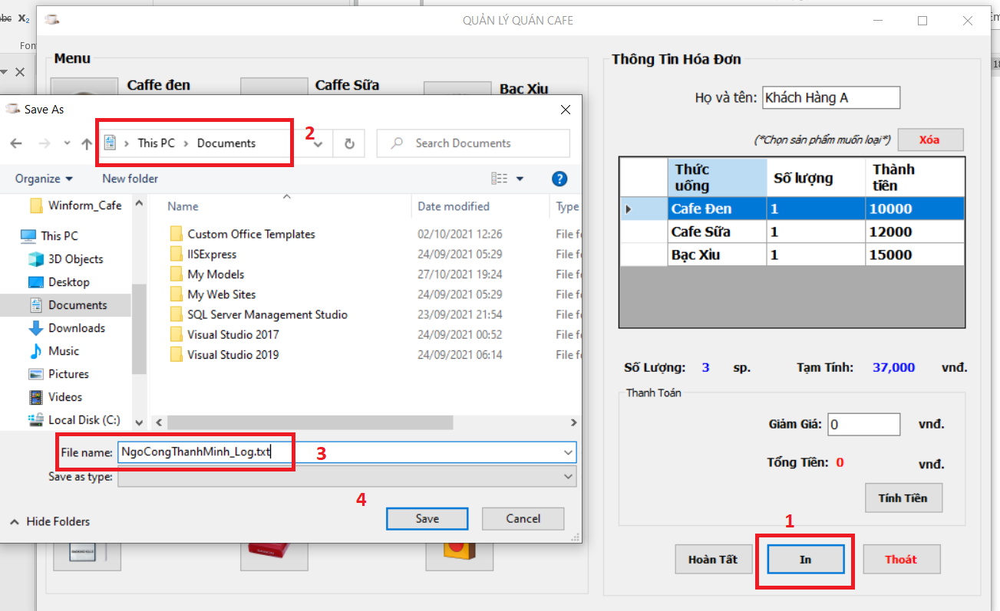 abc X₂
Fon
QUẢN LÝ QUÁN CAFE
Menu
Caffe đen
Caffe Sữa
Bạc Xỉu
Save As
This PC > Documents
2
Search Documents
Organize
New folder
Winform_Cafe
This PC
3D Objects
Desktop
Documents
Downloads
Music
Pictures
Videos
Local Disk (C:)
Name Date modified Type
Custom Office Templates 02/10/2021 12:26 File f
IISExpress 24/09/2021 05:29 File f
My Models 27/10/2021 19:24 File f
My Web Sites 24/09/2021 05:29 File f
SQL Server Management Studio 23/09/2021 21:54 File f
Visual Studio 2017 24/09/2021 00:52 File f
Visual Studio 2019 24/09/2021 06:14 File f
File name: NgoCongThanhMinh_Log.txt
3
Save as type:
4
Hide Folders
Save
Cancel
Thông Tin Hóa Đơn
Họ và tên: Khách Hàng A
(*Chọn sản phẩm muốn loại*)
Xóa
Thức uống Số lượng Thành tiền
Cafe Đen 1 10000
Cafe Sữa 1 12000
Bạc Xỉu 1 15000
Số Lượng: 3 sp. Tạm Tính: 37,000 vnđ.
Thanh Toán
Giảm Giá: 0 vnđ.
Tổng Tiền: 0 vnđ.
Tính Tiền
1
Hoàn Tất
In
Thoát
Em
18